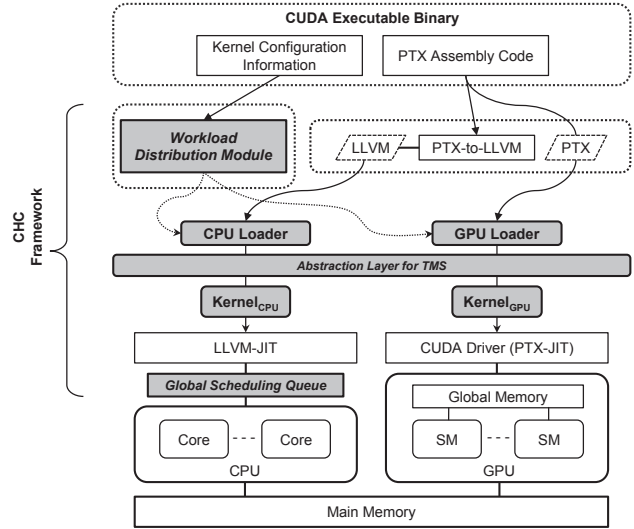 CUDA Executable Binary
Kernel Configuration
Information
PTX Assembly Code
CHC
Framework
Workload
Distribution Module
LLVM
PTX-to-LLVM
PTX
CPU Loader
GPU Loader
Abstraction Layer for TMS
KernelCPU
KernelGPU
LLVM-JIT
CUDA Driver (PTX-JIT)
Global Scheduling Queue
Global Memory
Core
Core
SM
SM
CPU
GPU
Main Memory